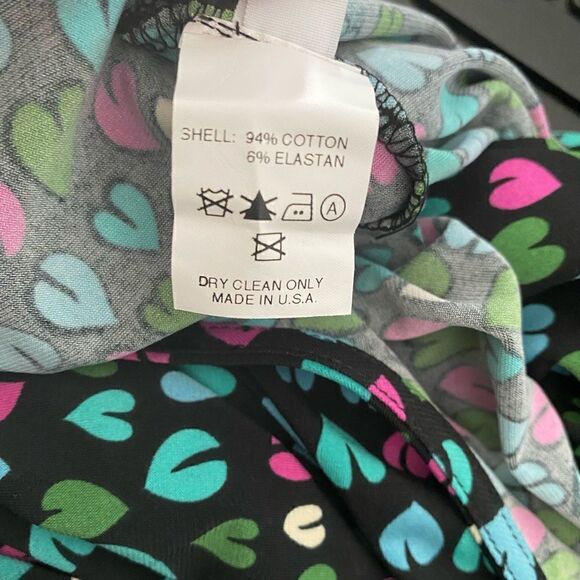 SHELL: 94% COTTON
6% ELASTAN
A
DRY CLEAN ONLY
MADE IN U.S.A.